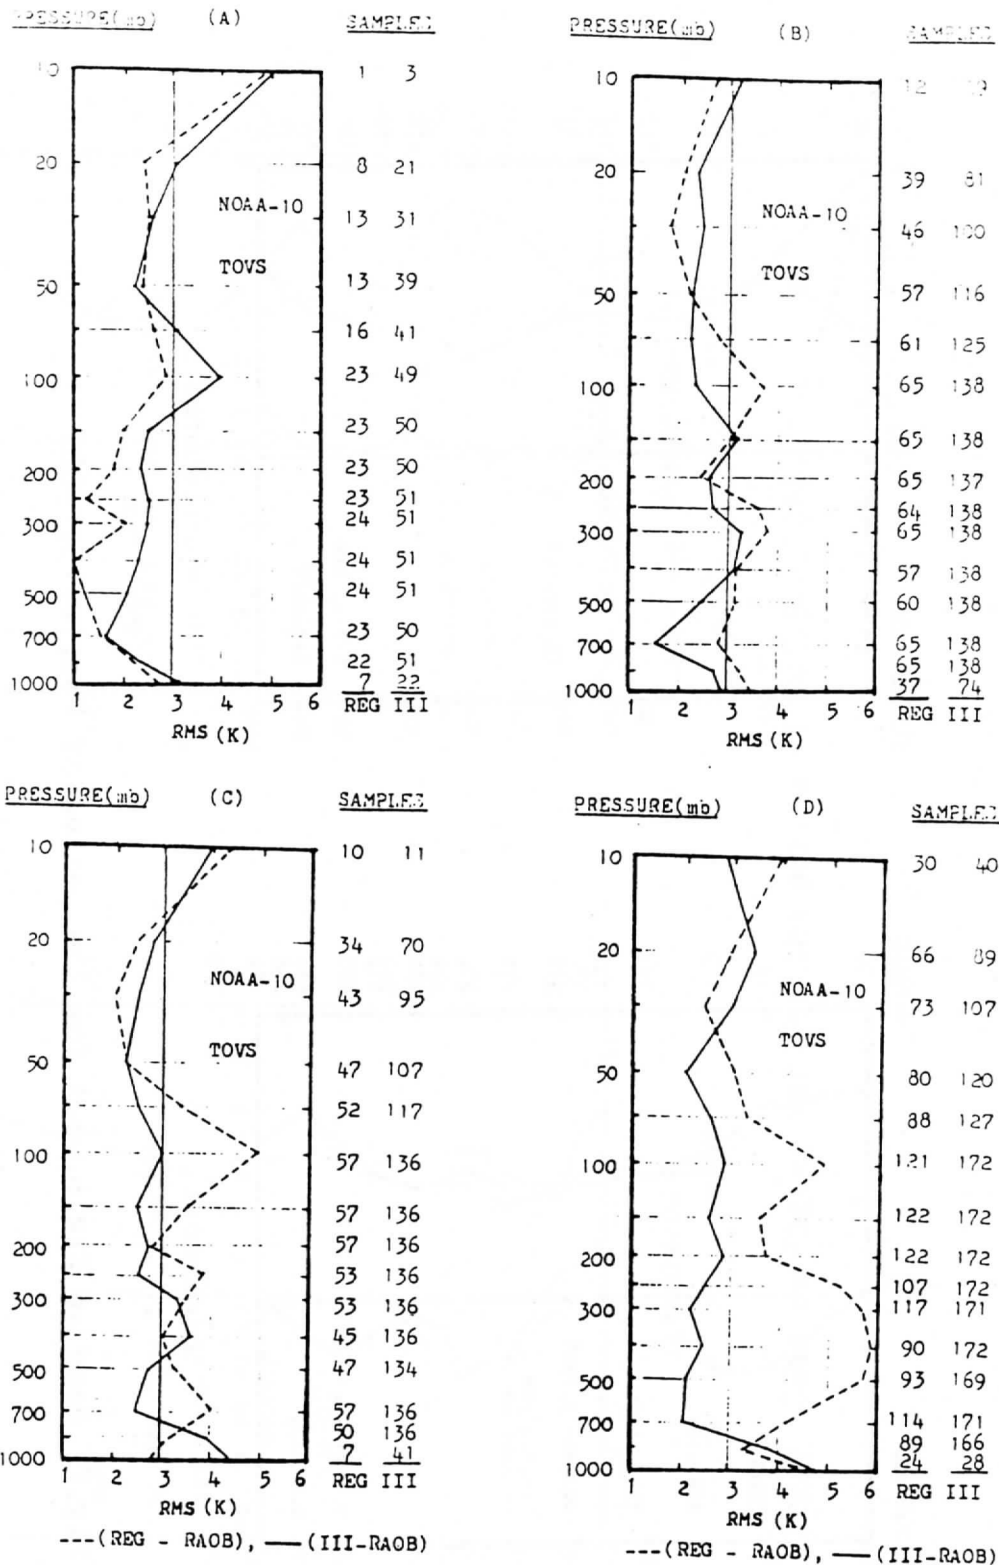 PRESSURE(mb) (A) SAMPLES
10 1 3
20 8 21
NOAA-10 13 31
TOVS
50 13 39
16 41
100 23 49
23 50
200 23 50
23 51
300 24 51
24 51
500 24 51
700 23 50
22 51
1000 7 22
1 2 3 4 5 6 REG III
RMS (K)
PRESSURE(mb) (B) SAMPLES
10 12
20 39 81
NOAA-10 46 100
TOVS
50 57 116
61 125
100 65 138
65 138
200 65 137
64 138
300 65 138
57 138
500 60 138
700 65 138
65 138
1000 37 74
1 2 3 4 5 6 REG III
RMS (K)
PRESSURE(mb) (C) SAMPLES
10 10 11
20 34 70
NOAA-10 43 95
TOVS
50 47 107
52 117
100 57 136
57 136
200 57 136
53 136
300 53 136
45 136
500 47 134
700 57 136
50 136
1000 7 41
1 2 3 4 5 6 REG III
RMS (K)
---(REG - RAOB), —(III-RAOB)
PRESSURE(mb) (D) SAMPLES
10 30 40
20 66 89
NOAA-10 73 107
TOVS
50 80 120
88 127
100 121 172
122 172
200 122 172
107 172
300 117 171
90 172
500 93 169
700 114 171
89 166
1000 24 28
1 2 3 4 5 6 REG III
RMS (K)
---(REG - RAOB), —(III-RAOB)